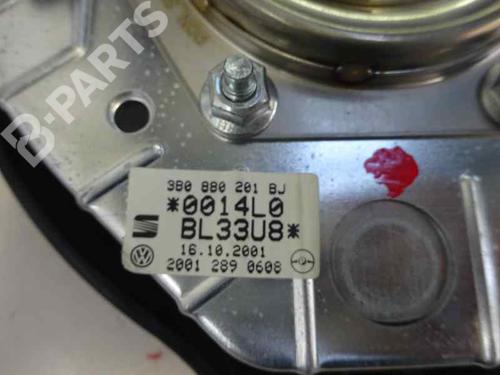 B-PARTS
3B0 880 201 BJ
*0014L0
BL33U8*
16.10.2001
2001 289 0608